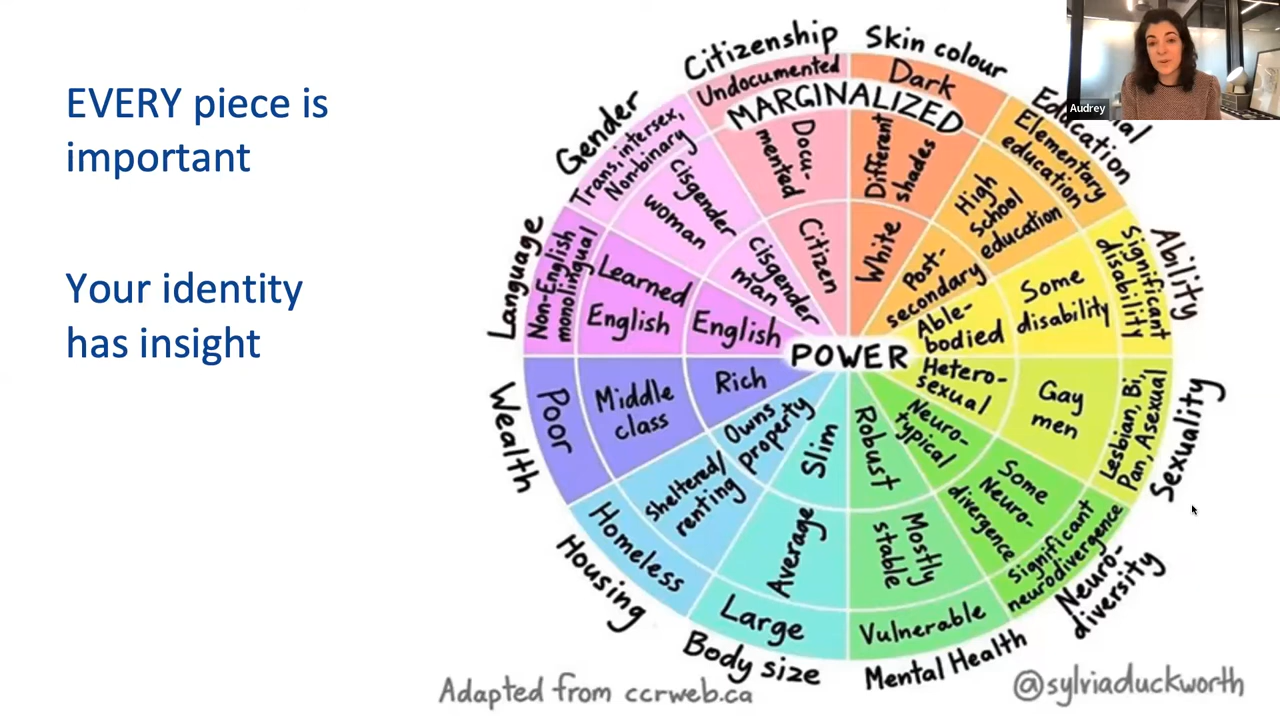 EVERY piece is
important
Your identity
has insight
Audrey
Citizenship
Undocumented
Docu-
mented
Citizen
Skin colour
Dark
Different
shades
White
Education
Elementary
education
High
School
education
Post-
secondary
Ability
Significant
disability
Some
disability
Able-
bodied
Sexuality
Lesbian, Bi,
Pan, Asexual
Gay
men
Hetero-
sexual
Neuro-
diversity
Significant
neurodivergence
Some
Neuro-
divergence
Neuro-
typical
Mental Health
Vulnerable
Mostly
stable
Robust
Body size
Large
Average
Slim
Housing
Homeless
Sheltered/
renting
Owns
property
Wealth
Poor
Middle
class
Rich
Language
Non-English
monolingual
Learned
English
English
Gender
Trans, intersex,
Non-binary
cisgender
woman
cisgender
man
MARGINALIZED
POWER
Adapted from ccrweb.ca
@sylviaduckworth